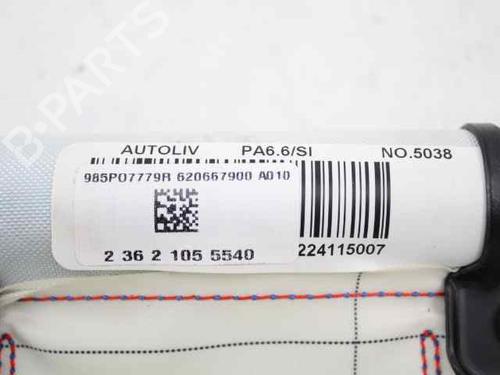 B-PARTS
AUTOLIV PA6.6/SI NO.5038
985P07779R 620667900 A010
2 36 2 105 5540
224115007